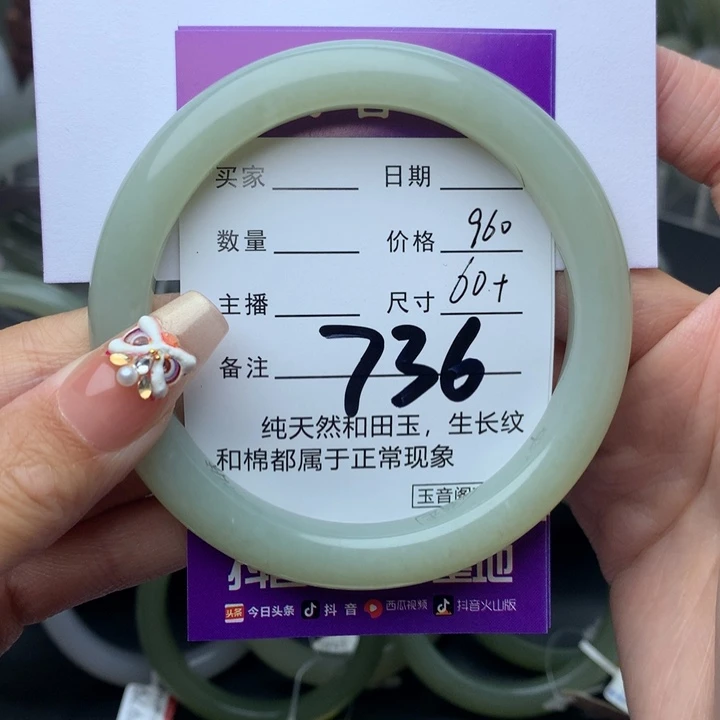 买家 日期
数量 价格 960
主播 尺寸 60+
备注 736
纯天然和田玉，生长纹
和棉都属于正常现象
玉音阁
头条 今日头条 抖音 西瓜视频 抖音火山版